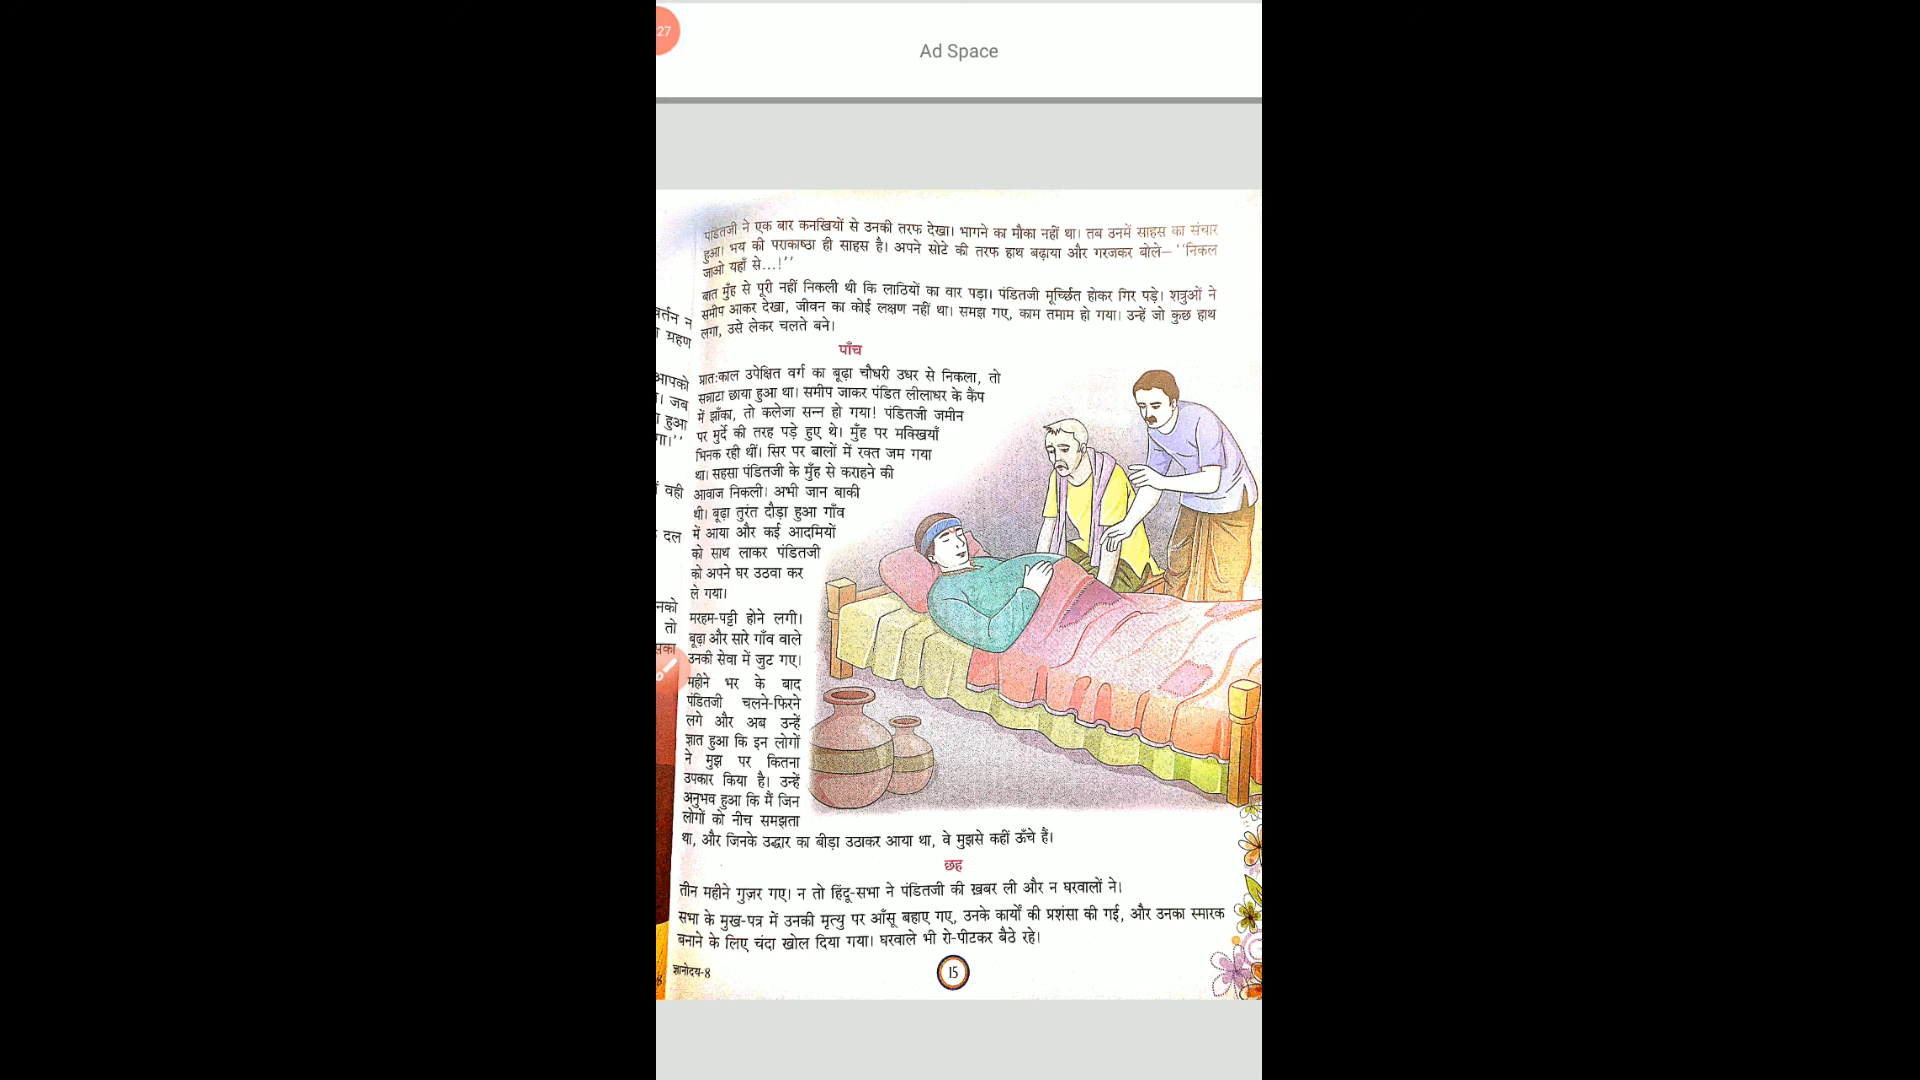 27
Ad Space
पंडितजी ने एक बार कनखियों से उनकी तरफ देखा। भागने का मौका नहीं था। तब उनमें साहस का संचार
हुआ। भय की पराकाष्ठा ही साहस है। अपने सोटे की तरफ हाथ बढ़ाया और गरजकर बोले– ‘‘निकल
जाओ यहाँ से...!’’
बात मुँह से पूरी नहीं निकली थी कि लाठियों का वार पड़ा। पंडितजी मूर्च्छित होकर गिर पड़े। शत्रुओं ने
समीप आकर देखा, जीवन का कोई लक्षण नहीं था। समझ गए, काम तमाम हो गया। उन्हें जो कुछ हाथ
लगा, उसे लेकर चलते बने।
पाँच
प्रातःकाल उपेक्षित वर्ग का बूढ़ा चौधरी उधर से निकला, तो
सन्नाटा छाया हुआ था। समीप जाकर पंडित लीलाधर के कैंप
में झाँका, तो कलेजा सन्न हो गया! पंडितजी जमीन
पर मुर्दे की तरह पड़े हुए थे। मुँह पर मक्खियाँ
भिनक रही थीं। सिर पर बालों में रक्त जम गया
था। सहसा पंडितजी के मुँह से कराहने की
आवाज निकली। अभी जान बाकी
थी। बूढ़ा तुरंत दौड़ा हुआ गाँव
में आया और कई आदमियों
को साथ लाकर पंडितजी
को अपने घर उठवा कर
ले गया।
मरहम-पट्टी होने लगी।
बूढ़ा और सारे गाँव वाले
उनकी सेवा में जुट गए।
महीने भर के बाद
पंडितजी चलने-फिरने
लगे और अब उन्हें
ज्ञात हुआ कि इन लोगों
ने मुझ पर कितना
उपकार किया है। उन्हें
अनुभव हुआ कि मैं जिन
लोगों को नीच समझता
था, और जिनके उद्धार का बीड़ा उठाकर आया था, वे मुझसे कहीं ऊँचे हैं।
छह
तीन महीने गुज़र गए। न तो हिंदू-सभा ने पंडितजी की ख़बर ली और न घरवालों ने।
सभा के मुख-पत्र में उनकी मृत्यु पर आँसू बहाए गए, उनके कार्यों की प्रशंसा की गई, और उनका स्मारक
बनाने के लिए चंदा खोल दिया गया। घरवाले भी रो-पीटकर बैठे रहे।
ज्ञानोदय-8
15
ग्रहण
आपको
। जब
हुआ
गा।’’
वही
दल
तो